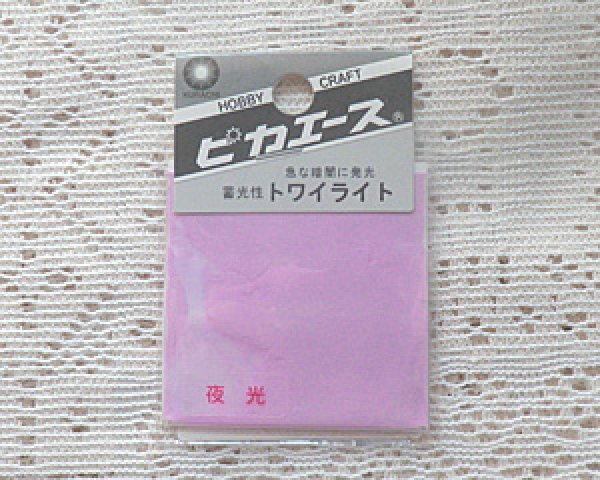 HOBBY CRAFT
ピカエース®
急な暗闇に発光
蓄光性 トワイライト
夜 光